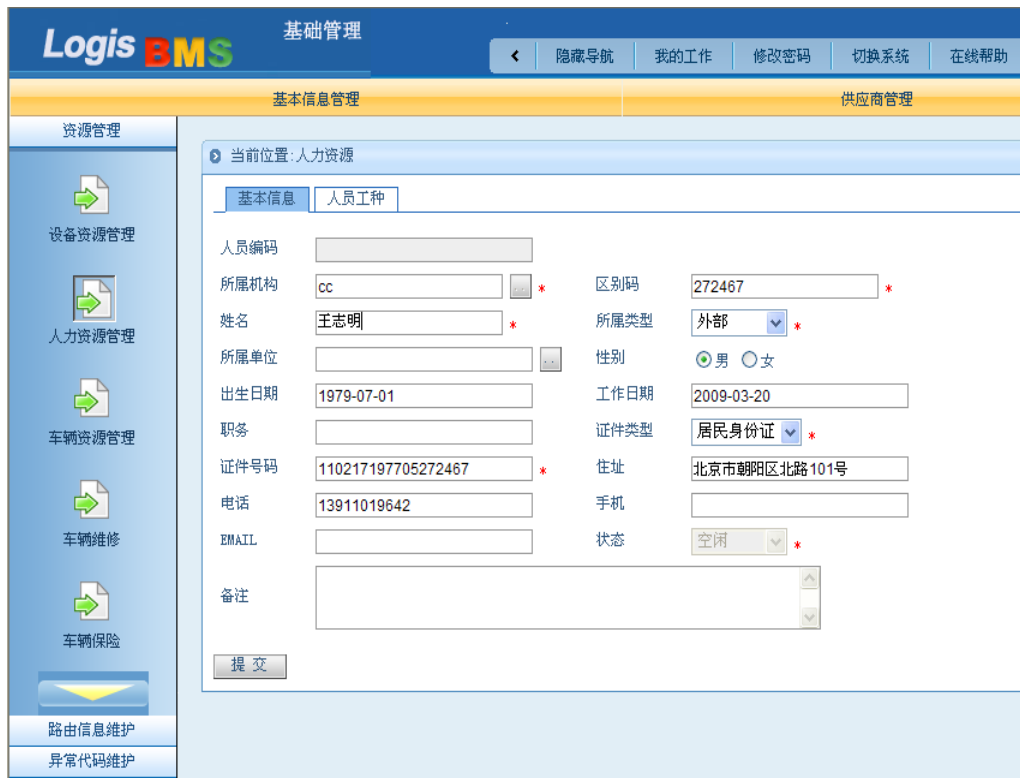 Logis BMS 基础管理
隐藏导航 我的工作 修改密码 切换系统 在线帮助
基本信息管理 供应商管理
资源管理
设备资源管理
人力资源管理
车辆资源管理
车辆维修
车辆保险
路由信息维护
异常代码维护
当前位置:人力资源
基本信息 人员工种
人员编码
所属机构 cc ... * 区别码 272467 *
姓名 王志明 * 所属类型 外部 *
所属单位 .. 性别 男 女
出生日期 1979-07-01 工作日期 2009-03-20
职务 证件类型 居民身份证 *
证件号码 110217197705272467 * 住址 北京市朝阳区北路101号
电话 13911019642 手机
EMAIL 状态 空闲 *
备注
提 交